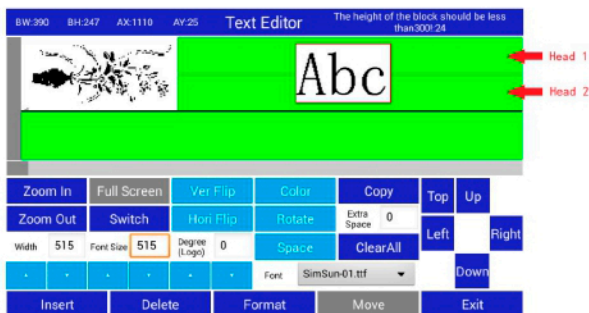 BW:390 BH:247 AX:1110 AY:25 Text Editor The height of the block should be less
than300!:24
Head 1
Abc
Head 2
Zoom In Full Screen Ver Flip Color Copy Top Up
Zoom Out Switch Hori Flip Rotate Extra Space 0
Left Right
Width 515 Font Size 515 Degree (Logo) 0 Space ClearAll
Font SimSun-01.ttf Down
Insert Delete Format Move Exit